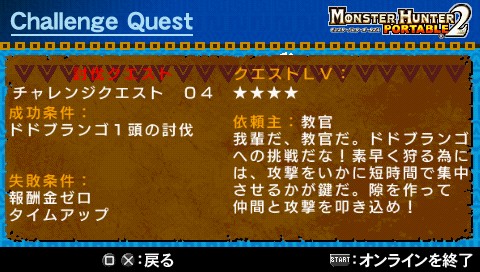 Challenge Quest
MONSTER HUNTER
PORTABLE 2
討伐クエスト
チャレンジクエスト　０４
成功条件：
ドドブランゴ１頭の討伐
失敗条件：
報酬金ゼロ
タイムアップ
クエストＬＶ：
★★★★
依頼主：教官
我輩だ、教官だ。ドドブランゴ
への挑戦だな！素早く狩る為に
は、攻撃をいかに短時間で集中
させるかが鍵だ。隙を作って
仲間と攻撃を叩き込め！
□×:戻る
START:オンラインを終了